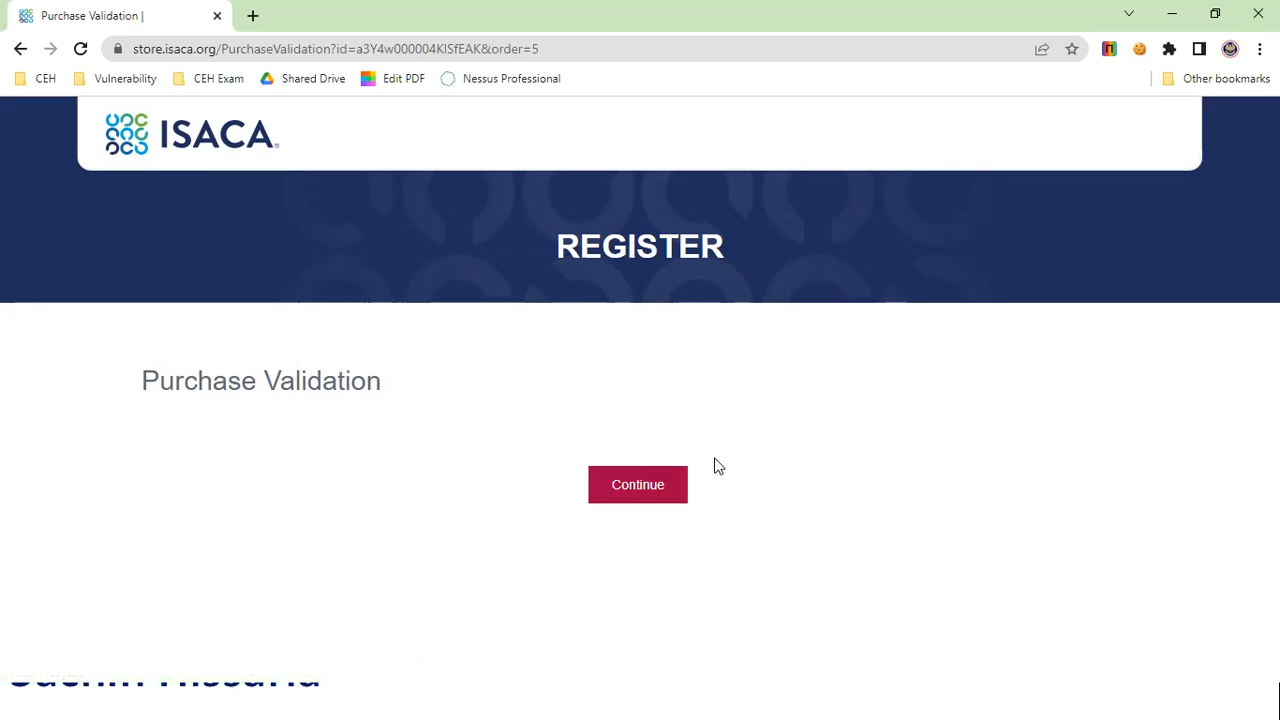 Purchase Validation |
store.isaca.org/PurchaseValidation?id=a3Y4w000004KlSfEAK&order=5
CEH Vulnerability CEH Exam Shared Drive Edit PDF Nessus Professional Other bookmarks
ISACA
REGISTER
Purchase Validation
Continue